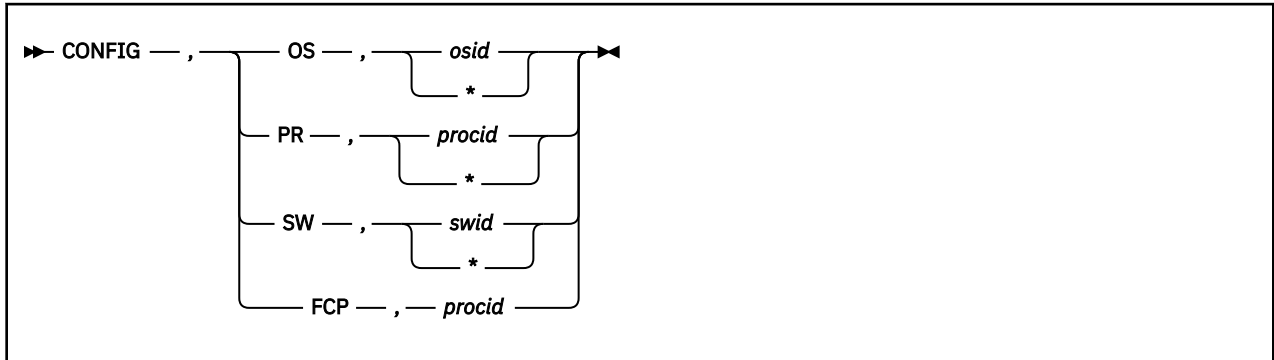 CONFIG , OS , osid
*
PR , procid
*
SW , swid
*
FCP , procid